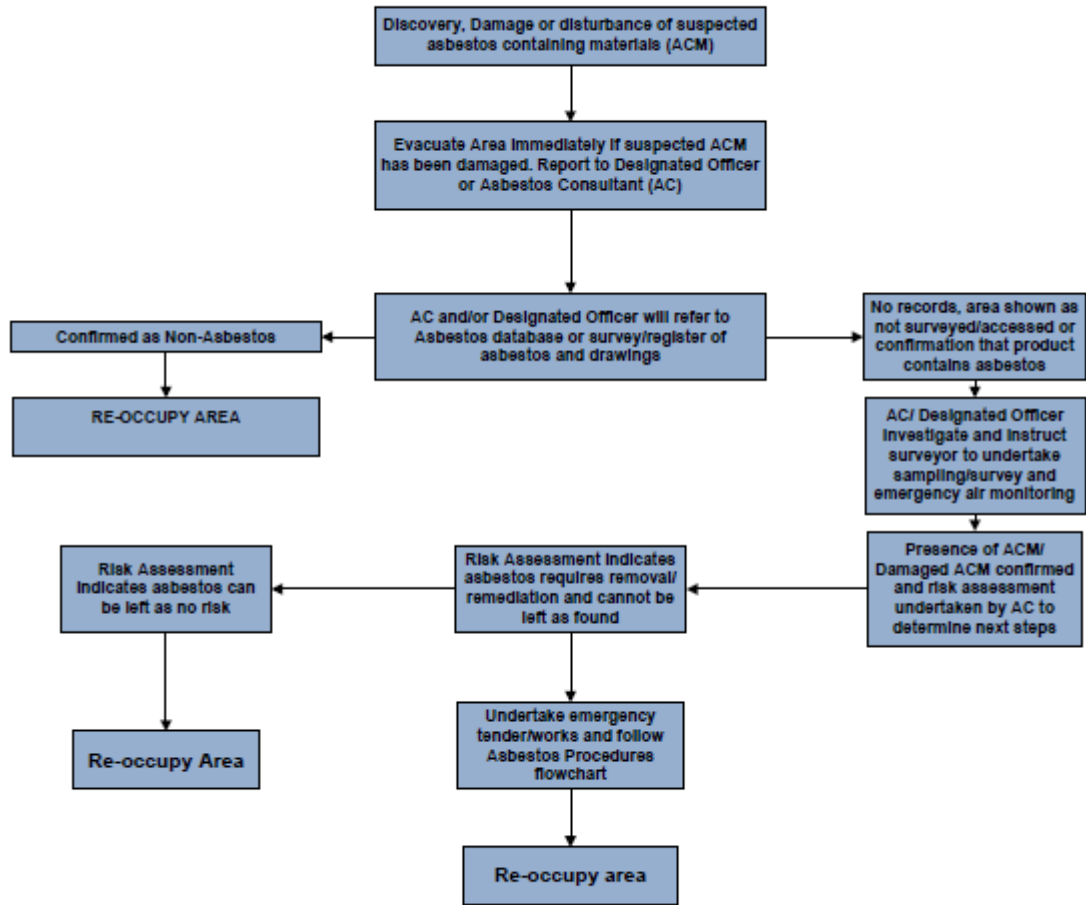 Discovery, Damage or disturbance of suspected
asbestos containing materials (ACM)
Evacuate Area immediately if suspected ACM
has been damaged. Report to Designated Officer
or Asbestos Consultant (AC)
AC and/or Designated Officer will refer to
Asbestos database or survey/register of
asbestos and drawings
Confirmed as Non-Asbestos
RE-OCCUPY AREA
No records, area shown as
not surveyed/accessed or
confirmation that product
contains asbestos
AC/ Designated Officer
investigate and instruct
surveyor to undertake
sampling/survey and
emergency air monitoring
Presence of ACM/
Damaged ACM confirmed
and risk assessment
undertaken by AC to
determine next steps
Risk Assessment indicates
asbestos requires removal/
remediation and cannot be
left as found
Risk Assessment
indicates asbestos can
be left as no risk
Re-occupy Area
Undertake emergency
tender/works and follow
Asbestos Procedures
flowchart
Re-occupy area